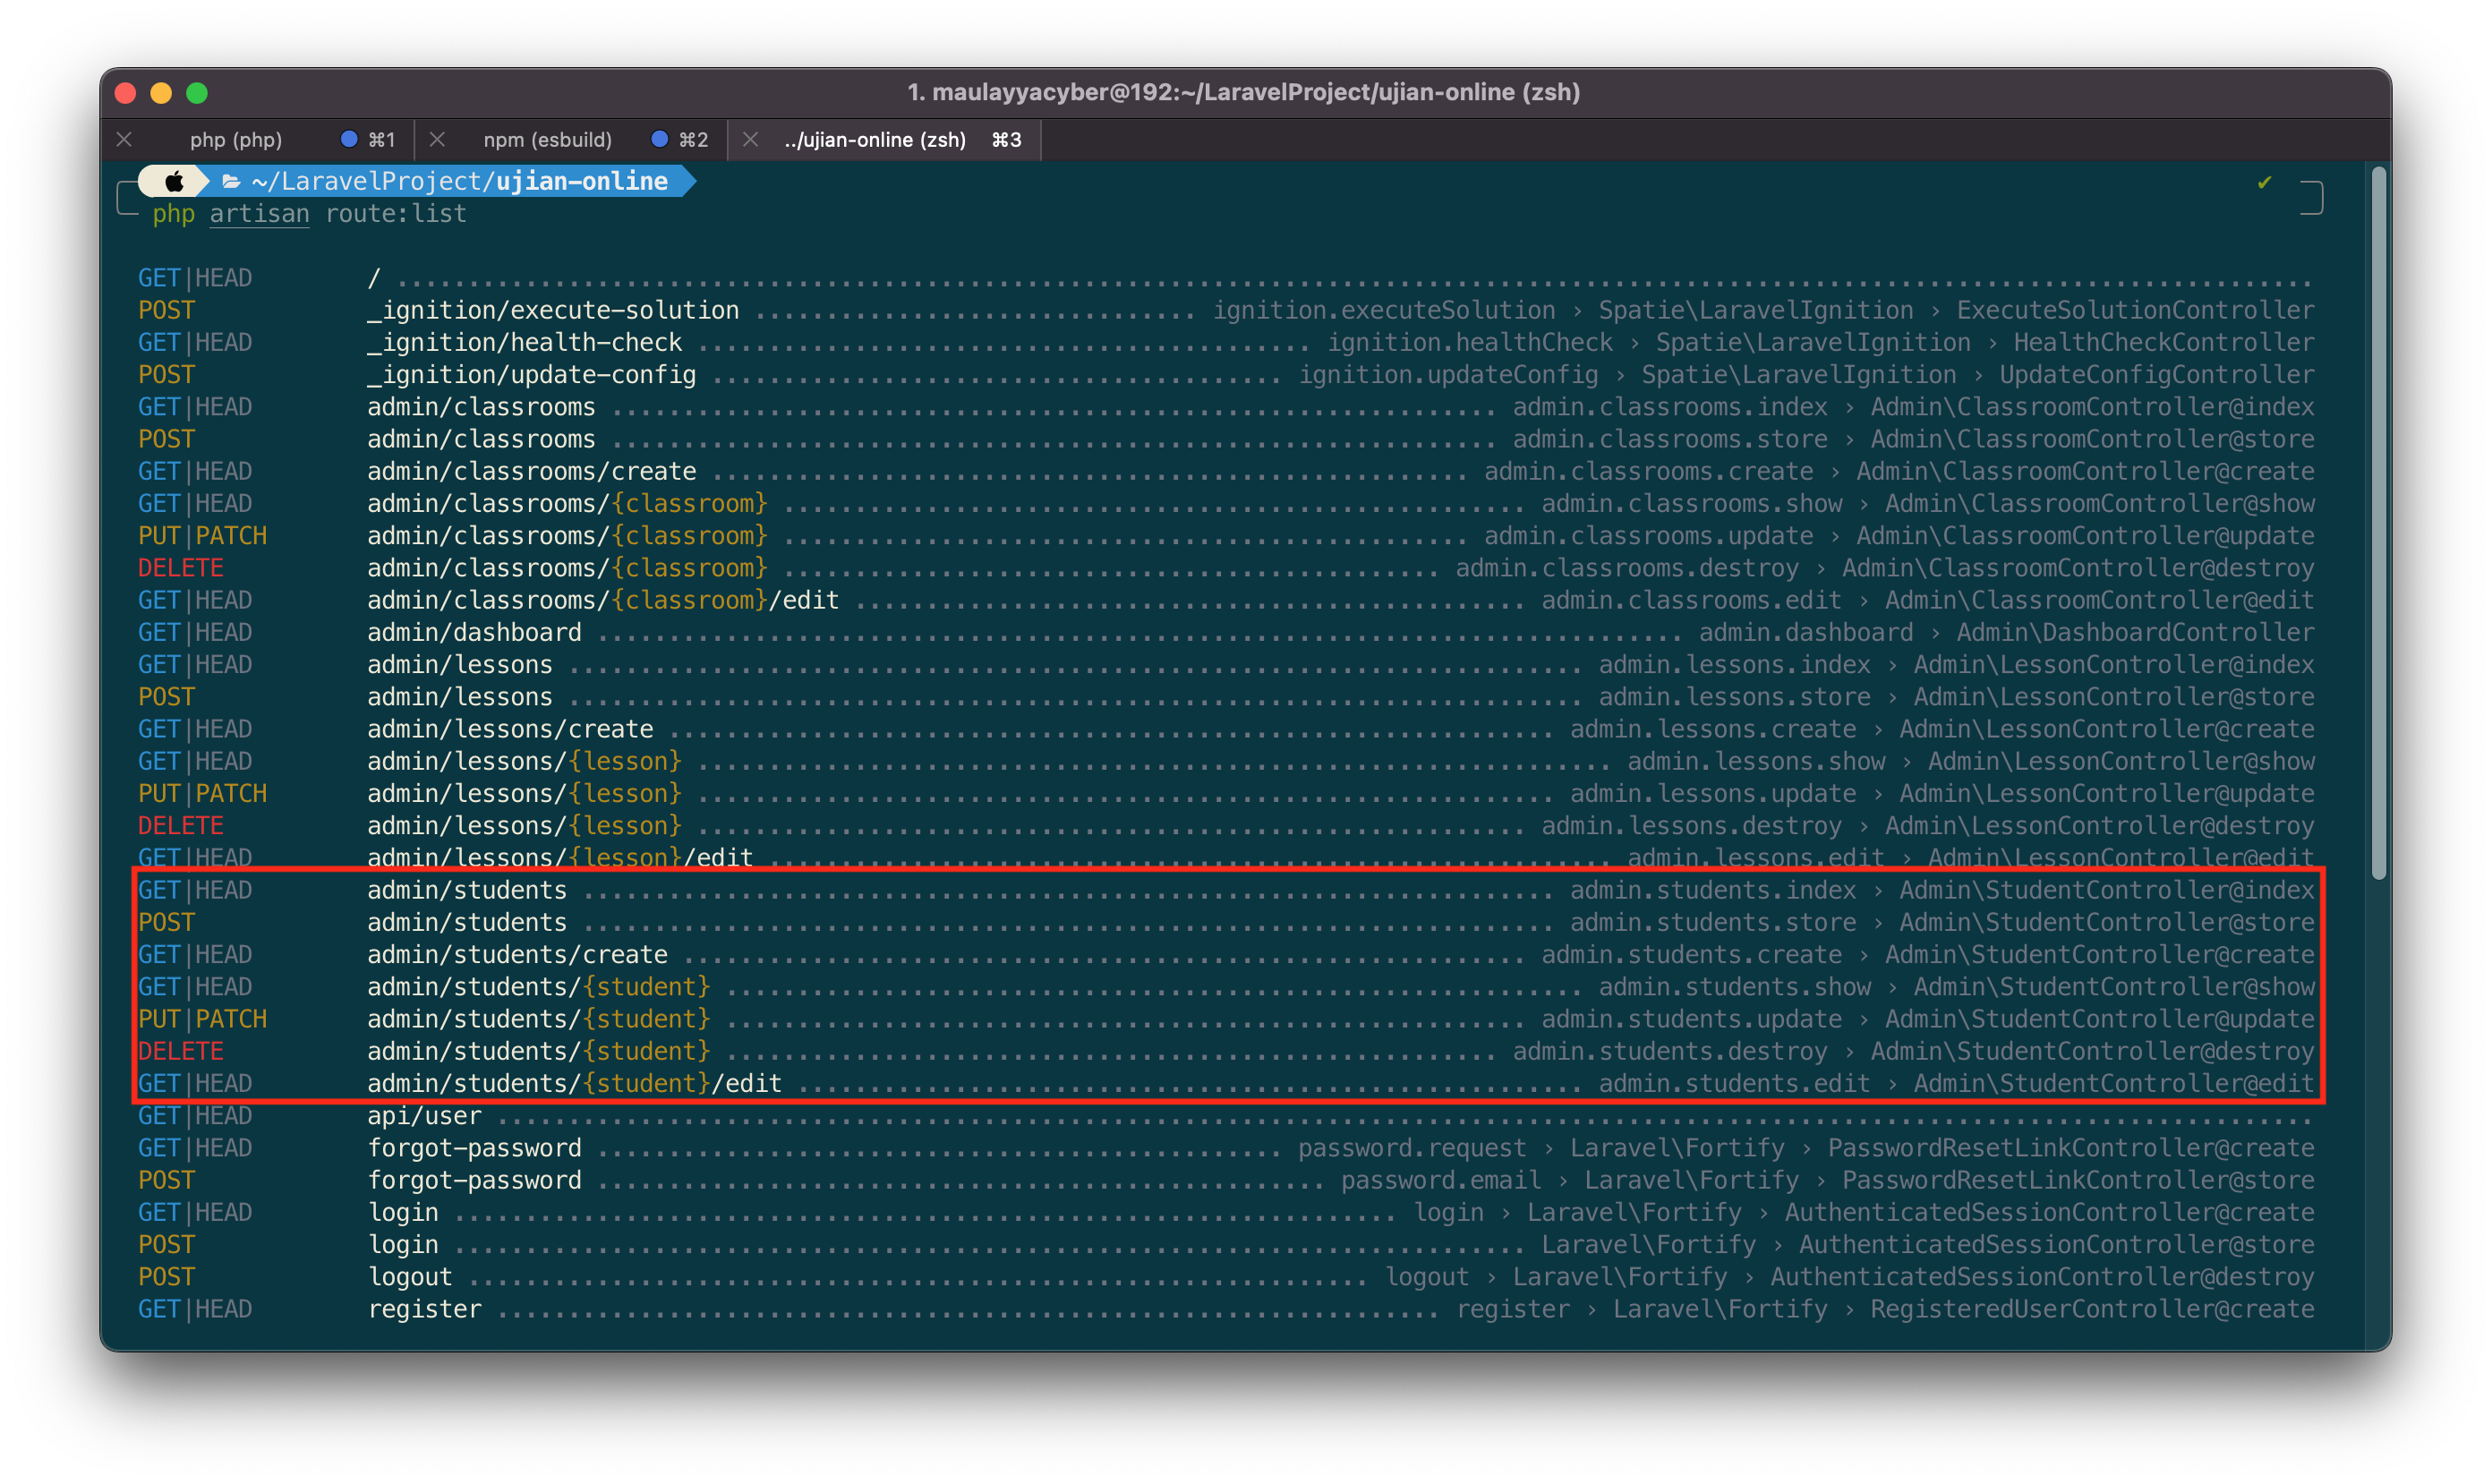 1. maulayyacyber@192:~/LaravelProject/ujian-online (zsh)
php (php) ⌘1 npm (esbuild) ⌘2 ../ujian-online (zsh) ⌘3
~/LaravelProject/ujian-online ✔
php artisan route:list
GET|HEAD / ......................................................................................................................................
POST _ignition/execute-solution ............................... ignition.executeSolution › Spatie\LaravelIgnition › ExecuteSolutionController
GET|HEAD _ignition/health-check ........................................... ignition.healthCheck › Spatie\LaravelIgnition › HealthCheckController
POST _ignition/update-config ........................................ ignition.updateConfig › Spatie\LaravelIgnition › UpdateConfigController
GET|HEAD admin/classrooms .............................................................. admin.classrooms.index › Admin\ClassroomController@index
POST admin/classrooms .............................................................. admin.classrooms.store › Admin\ClassroomController@store
GET|HEAD admin/classrooms/create ..................................................... admin.classrooms.create › Admin\ClassroomController@create
GET|HEAD admin/classrooms/{classroom} .................................................... admin.classrooms.show › Admin\ClassroomController@show
PUT|PATCH admin/classrooms/{classroom} ................................................ admin.classrooms.update › Admin\ClassroomController@update
DELETE admin/classrooms/{classroom} .............................................. admin.classrooms.destroy › Admin\ClassroomController@destroy
GET|HEAD admin/classrooms/{classroom}/edit ............................................... admin.classrooms.edit › Admin\ClassroomController@edit
GET|HEAD admin/dashboard ............................................................................ admin.dashboard › Admin\DashboardController
GET|HEAD admin/lessons ....................................................................... admin.lessons.index › Admin\LessonController@index
POST admin/lessons ....................................................................... admin.lessons.store › Admin\LessonController@store
GET|HEAD admin/lessons/create .............................................................. admin.lessons.create › Admin\LessonController@create
GET|HEAD admin/lessons/{lesson} ................................................................ admin.lessons.show › Admin\LessonController@show
PUT|PATCH admin/lessons/{lesson} ............................................................ admin.lessons.update › Admin\LessonController@update
DELETE admin/lessons/{lesson} .......................................................... admin.lessons.destroy › Admin\LessonController@destroy
GET|HEAD admin/lessons/{lesson}/edit ........................................................... admin.lessons.edit › Admin\LessonController@edit
GET|HEAD admin/students .................................................................... admin.students.index › Admin\StudentController@index
POST admin/students .................................................................... admin.students.store › Admin\StudentController@store
GET|HEAD admin/students/create ........................................................... admin.students.create › Admin\StudentController@create
GET|HEAD admin/students/{student} ............................................................ admin.students.show › Admin\StudentController@show
PUT|PATCH admin/students/{student} ........................................................ admin.students.update › Admin\StudentController@update
DELETE admin/students/{student} ...................................................... admin.students.destroy › Admin\StudentController@destroy
GET|HEAD admin/students/{student}/edit ....................................................... admin.students.edit › Admin\StudentController@edit
GET|HEAD api/user ...............................................................................................................................
GET|HEAD forgot-password ................................................ password.request › Laravel\Fortify › PasswordResetLinkController@create
POST forgot-password ................................................... password.email › Laravel\Fortify › PasswordResetLinkController@store
GET|HEAD login .................................................................. login › Laravel\Fortify › AuthenticatedSessionController@create
POST login ........................................................................... Laravel\Fortify › AuthenticatedSessionController@store
POST logout ............................................................... logout › Laravel\Fortify › AuthenticatedSessionController@destroy
GET|HEAD register .................................................................. register › Laravel\Fortify › RegisteredUserController@create